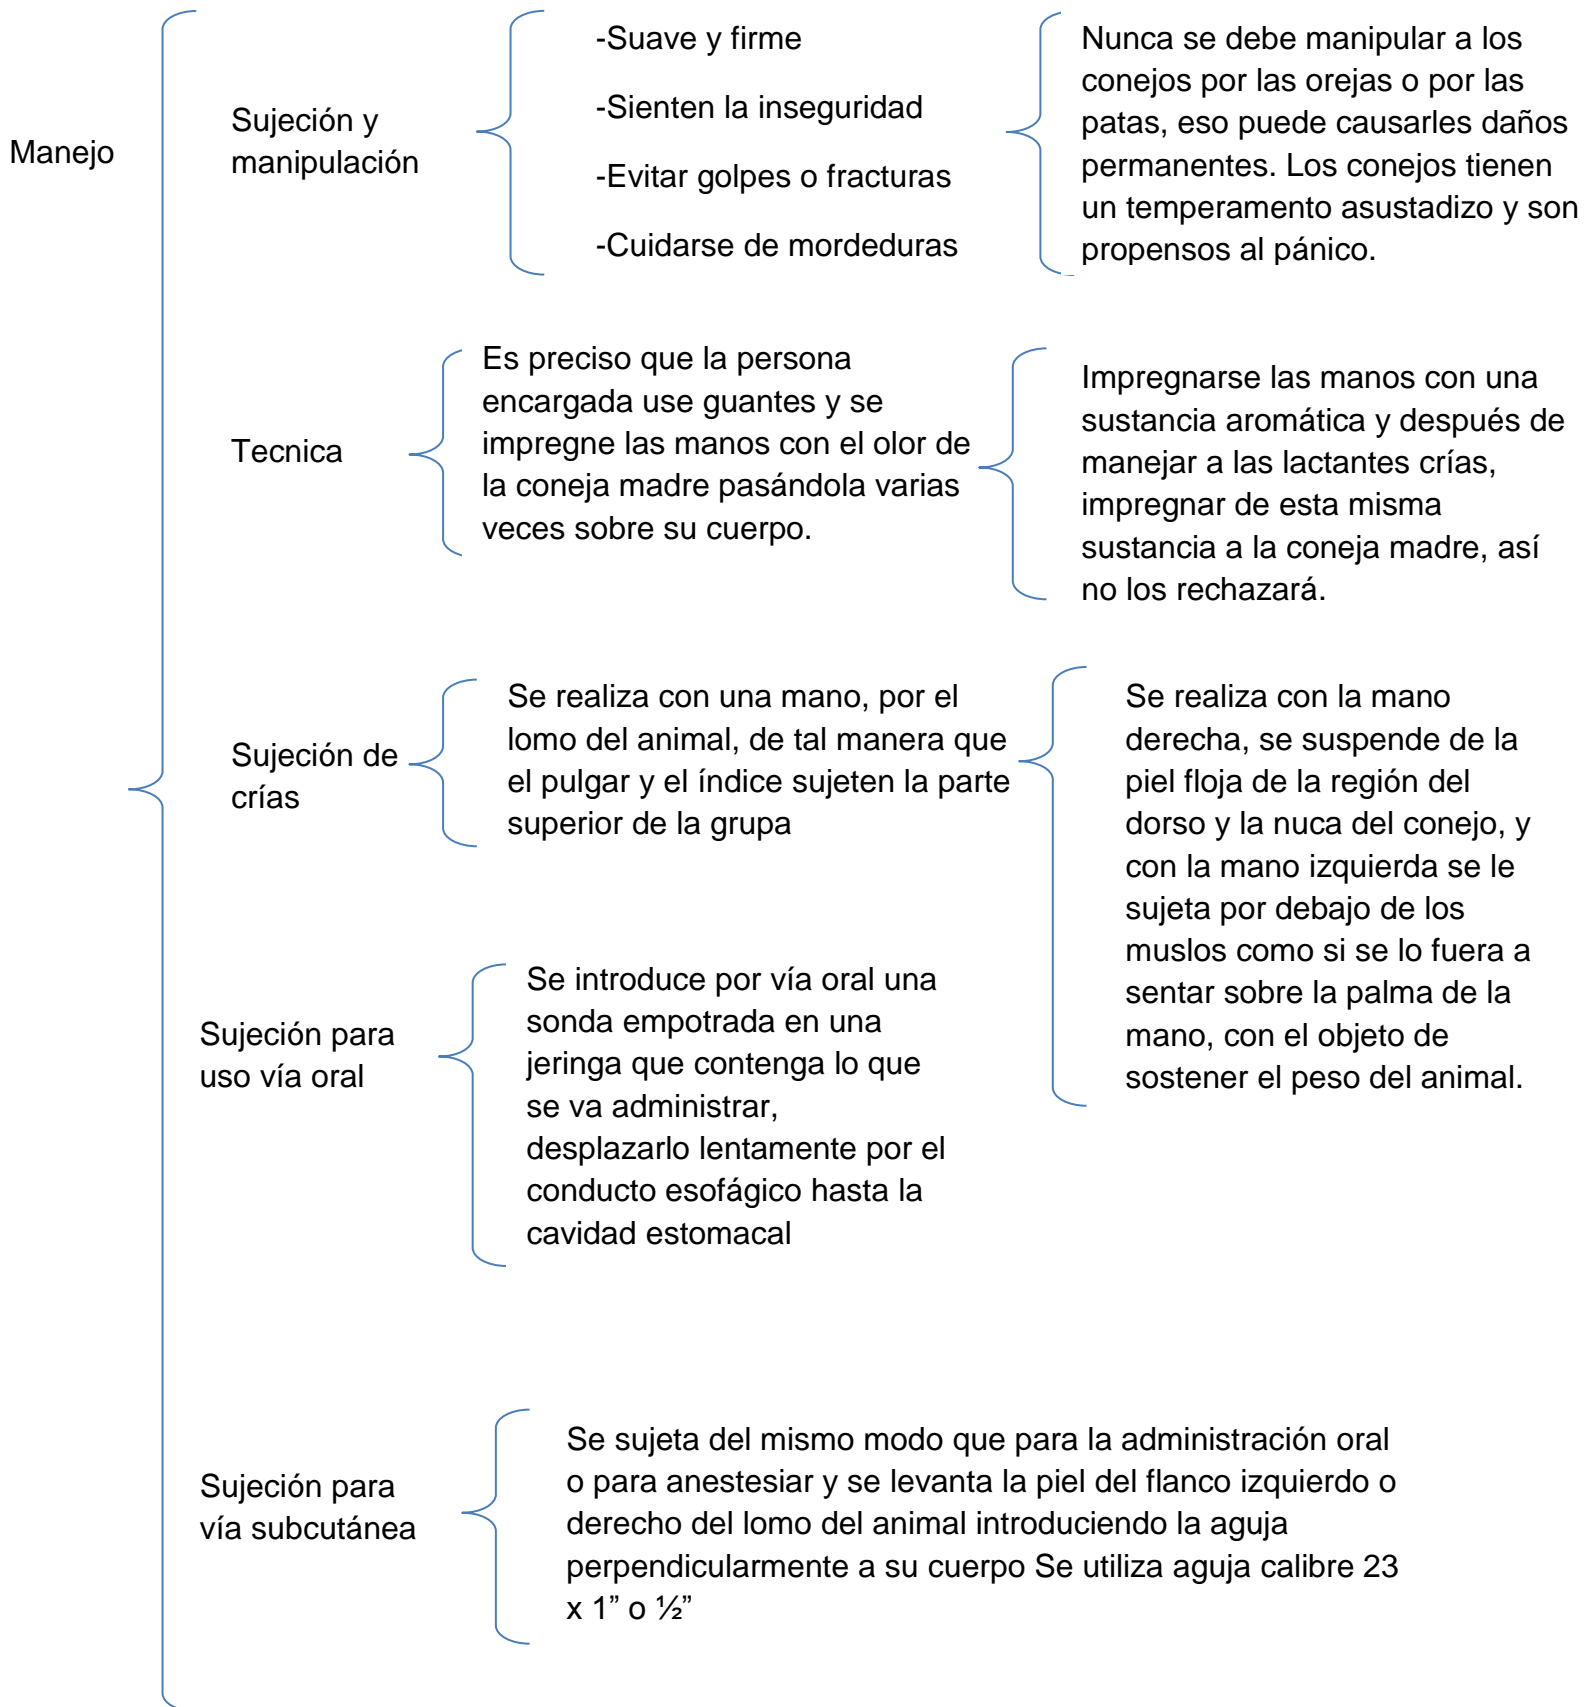 Manejo
Sujeción y
manipulación
-Suave y firme
-Sienten la inseguridad
-Evitar golpes o fracturas
-Cuidarse de mordeduras
Nunca se debe manipular a los
conejos por las orejas o por las
patas, eso puede causarles daños
permanentes. Los conejos tienen
un temperamento asustadizo y son
propensos al pánico.
Tecnica
Es preciso que la persona
encargada use guantes y se
impregne las manos con el olor de
la coneja madre pasándola varias
veces sobre su cuerpo.
Impregnarse las manos con una
sustancia aromática y después de
manejar a las lactantes crías,
impregnar de esta misma
sustancia a la coneja madre, así
no los rechazará.
Sujeción de
crías
Se realiza con una mano, por el
lomo del animal, de tal manera que
el pulgar y el índice sujeten la parte
superior de la grupa
Se realiza con la mano
derecha, se suspende de la
piel floja de la región del
dorso y la nuca del conejo, y
con la mano izquierda se le
sujeta por debajo de los
muslos como si se lo fuera a
sentar sobre la palma de la
mano, con el objeto de
sostener el peso del animal.
Sujeción para
uso vía oral
Se introduce por vía oral una
sonda empotrada en una
jeringa que contenga lo que
se va administrar,
desplazarlo lentamente por el
conducto esofágico hasta la
cavidad estomacal
Sujeción para
vía subcutánea
Se sujeta del mismo modo que para la administración oral
o para anestesiar y se levanta la piel del flanco izquierdo o
derecho del lomo del animal introduciendo la aguja
perpendicularmente a su cuerpo Se utiliza aguja calibre 23
x 1” o ½”